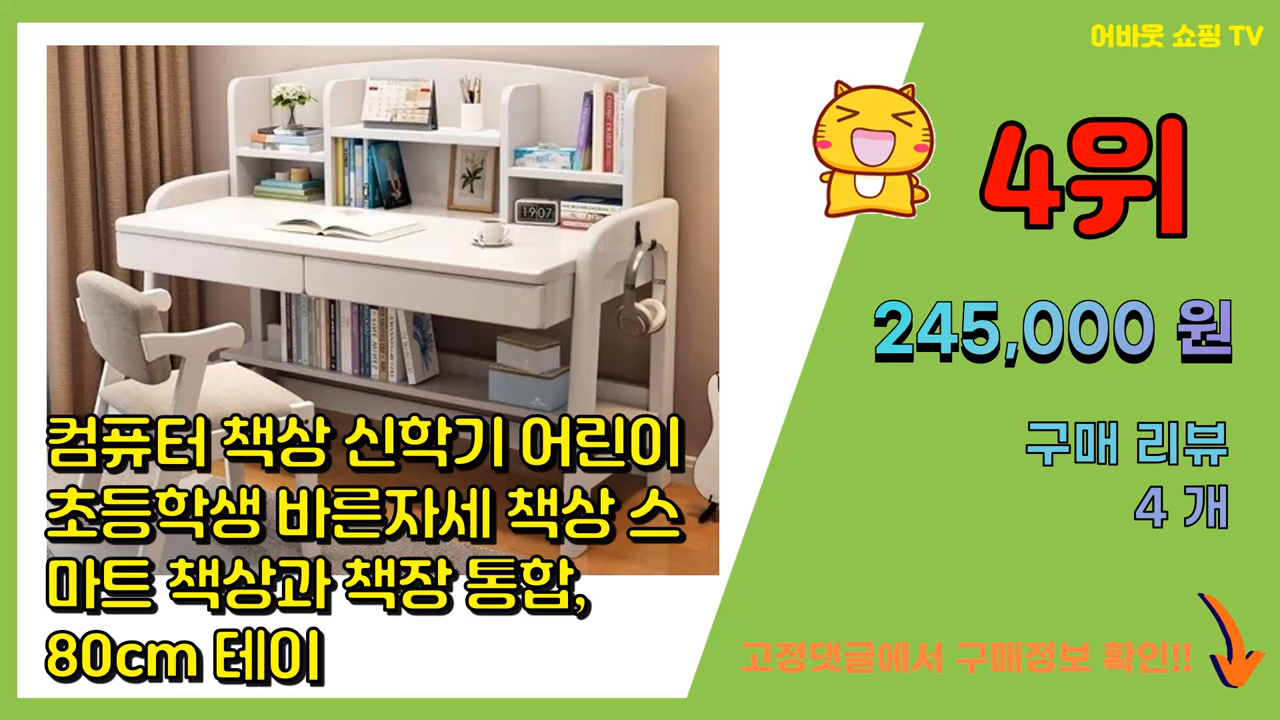 어바웃 쇼핑 TV
4위
245,000 원
구매 리뷰
4 개
컴퓨터 책상 신학기 어린이
초등학생 바른자세 책상 스
마트 책상과 책장 통합,
80cm 테이
고정댓글에서 구매정보 확인!!
19:07